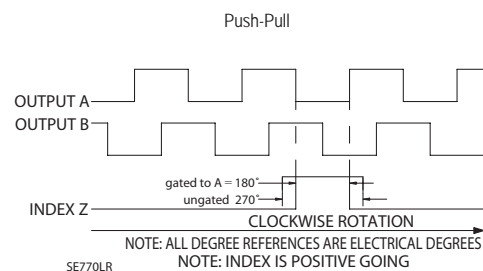 Push-Pull
OUTPUT A
OUTPUT B
gated to A = 180°
ungated 270°
INDEX Z
CLOCKWISE ROTATION
NOTE: ALL DEGREE REFERENCES ARE ELECTRICAL DEGREES
SE770LR
NOTE: INDEX IS POSITIVE GOING